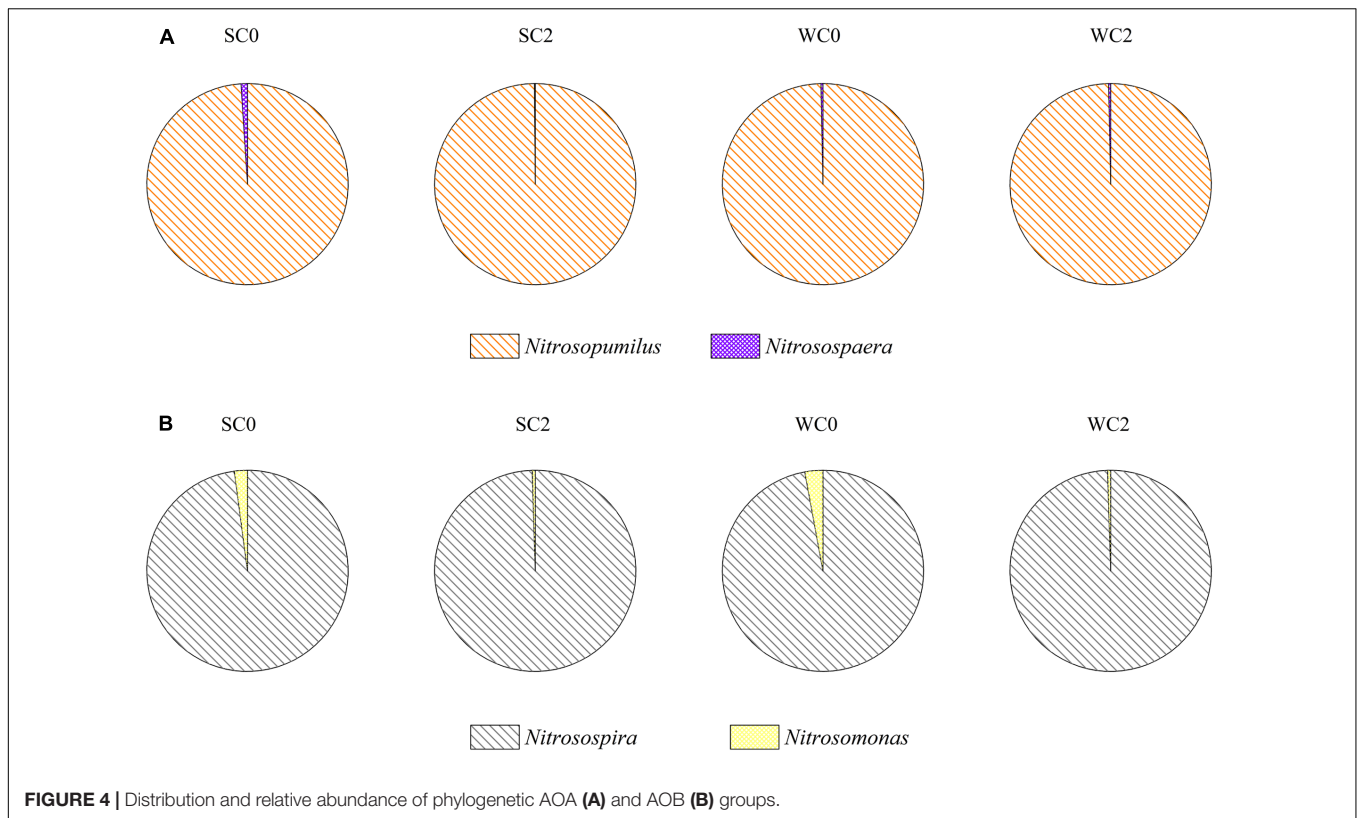 A
SC0 SC2 WC0 WC2
Nitrosopumilus Nitrosospaera
B
SC0 SC2 WC0 WC2
Nitrosospira Nitrosomonas
FIGURE 4 | Distribution and relative abundance of phylogenetic AOA (A) and AOB (B) groups.